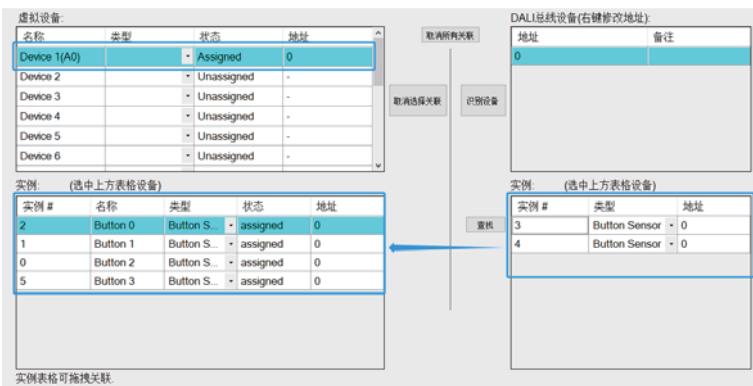 虚拟设备:
名称 类型 状态 地址
Device 1(A0) Assigned 0
Device 2 Unassigned -
Device 3 Unassigned -
Device 4 Unassigned -
Device 5 Unassigned -
Device 6 Unassigned -
取消所有关联
取消选择关联
识别设备
DALI总线设备(右键修改地址):
地址 备注
0
实例: (选中上方表格设备)
实例 # 名称 类型 状态 地址
2 Button 0 Button S... assigned 0
1 Button 1 Button S... assigned 0
0 Button 2 Button S... assigned 0
5 Button 3 Button S... assigned 0
查找
实例: (选中上方表格设备)
实例 # 类型 地址
3 Button Sensor 0
4 Button Sensor 0
实例表格可拖拽关联.